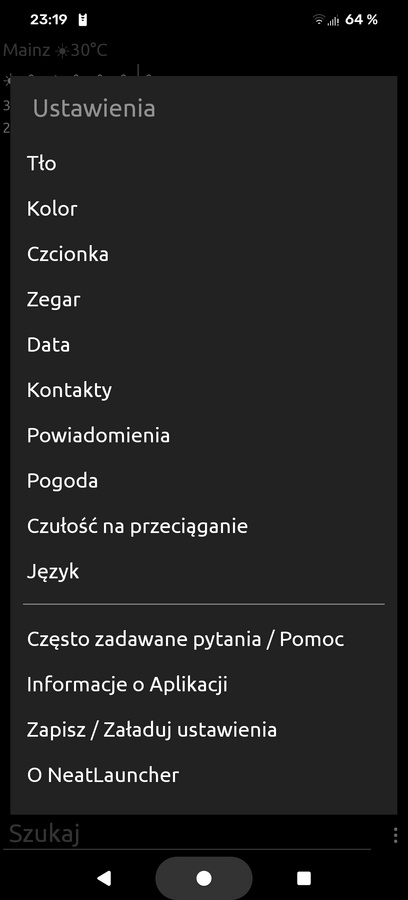 23:19 64 %
Mainz ☀30°C
Ustawienia
Tło
Kolor
Czcionka
Zegar
Data
Kontakty
Powiadomienia
Pogoda
Czułość na przeciąganie
Język
Często zadawane pytania / Pomoc
Informacje o Aplikacji
Zapisz / Załaduj ustawienia
O NeatLauncher
Szukaj